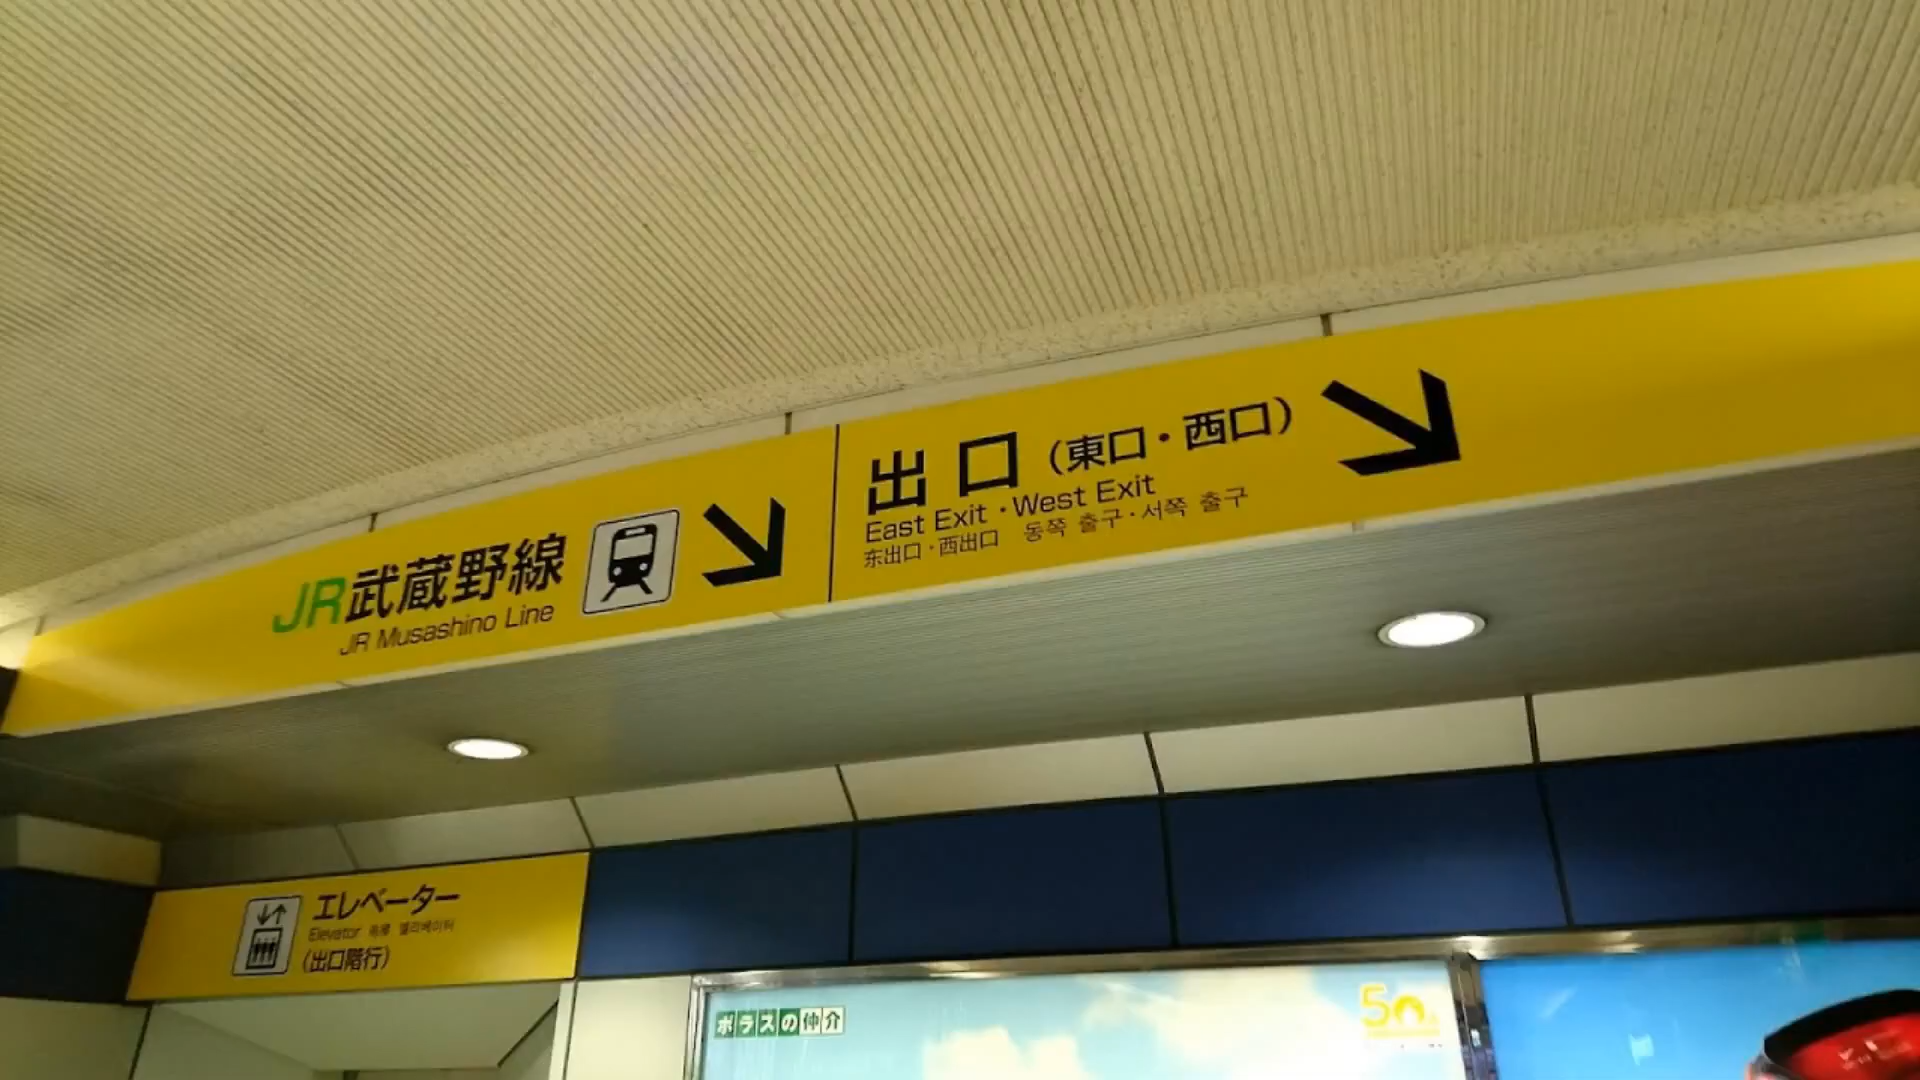 JR武蔵野線
JR Musashino Line
出口（東口・西口）
East Exit・West Exit
东出口・西出口 동쪽 출구・서쪽 출구
エレベーター
Elevator 엘리베이터
（出口階行）
ポラスの仲介
50